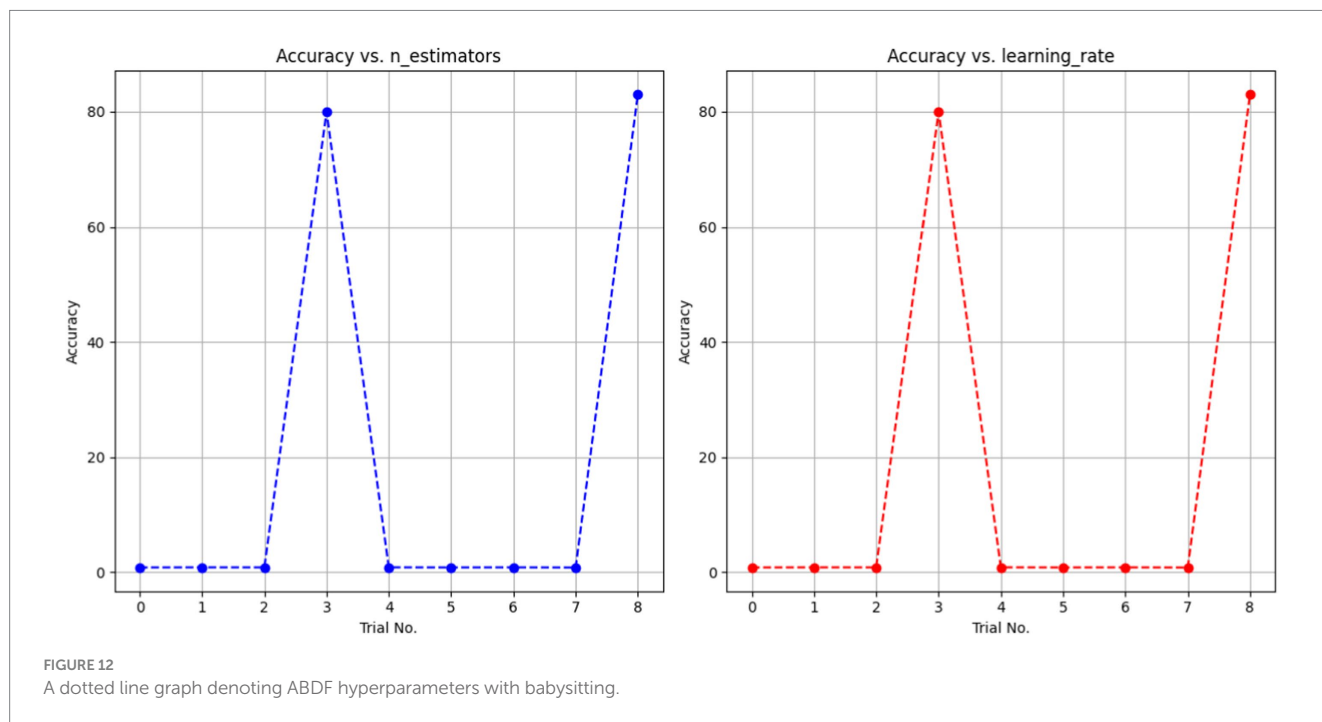 Accuracy vs. n_estimators
Accuracy
80
60
40
20
0
0 1 2 3 4 5 6 7 8
Trial No.
Accuracy vs. learning_rate
Accuracy
80
60
40
20
0
0 1 2 3 4 5 6 7 8
Trial No.
FIGURE 12
A dotted line graph denoting ABDF hyperparameters with babysitting.